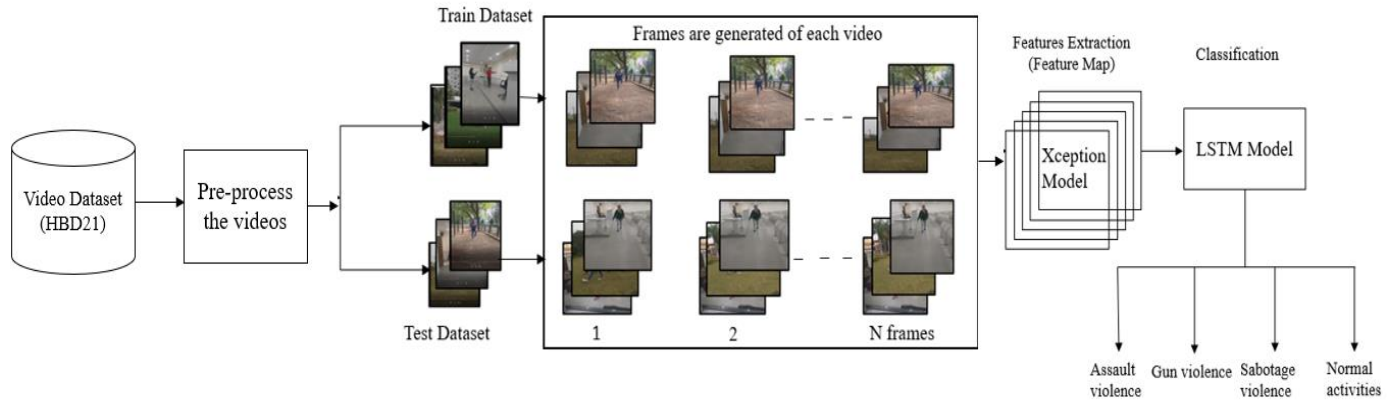 Video Dataset
(HBD21)
Pre-process
the videos
Train Dataset
Test Dataset
Frames are generated of each video
1
2
N frames
Features Extraction
(Feature Map)
Xception
Model
Classification
LSTM Model
Assault
violence
Gun violence
Sabotage
violence
Normal
activities